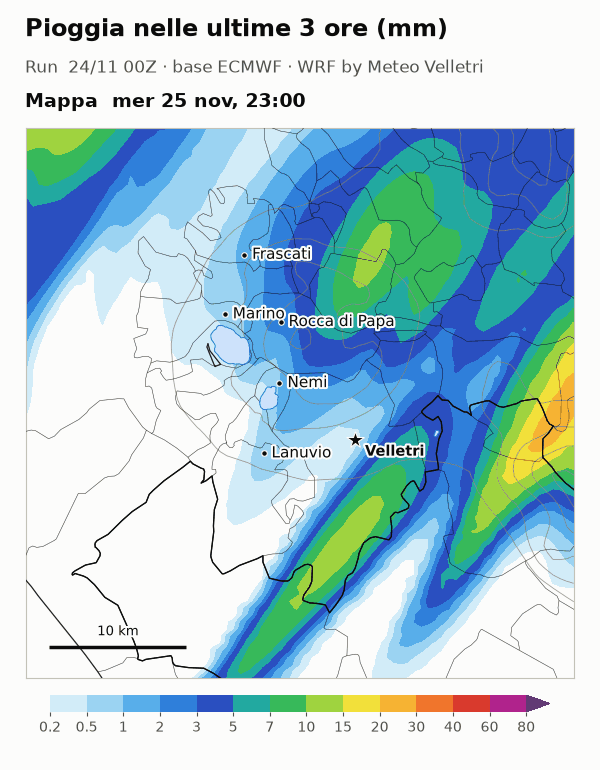 Pioggia nelle ultime 3 ore (mm)
Run  24/11 00Z · base ECMWF · WRF by Meteo Velletri
Mappa  mer 25 nov, 23:00
Frascati
Marino
Rocca di Papa
Nemi
Velletri
Lanuvio
10 km
0.2 0.5 1 2 3 5 7 10 15 20 30 40 60 80